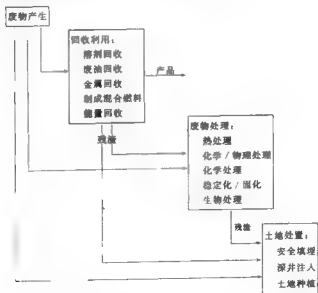 废物产生
回收利用：
溶剂回收
废油回收
金属回收
制成混合燃料
能量回收
产品
残渣
废物处理：
热处理
化学／物理处理
化学处理
稳定化／固化
生物处理
残渣
土地处置：
安全填埋
深井注入
土地种植